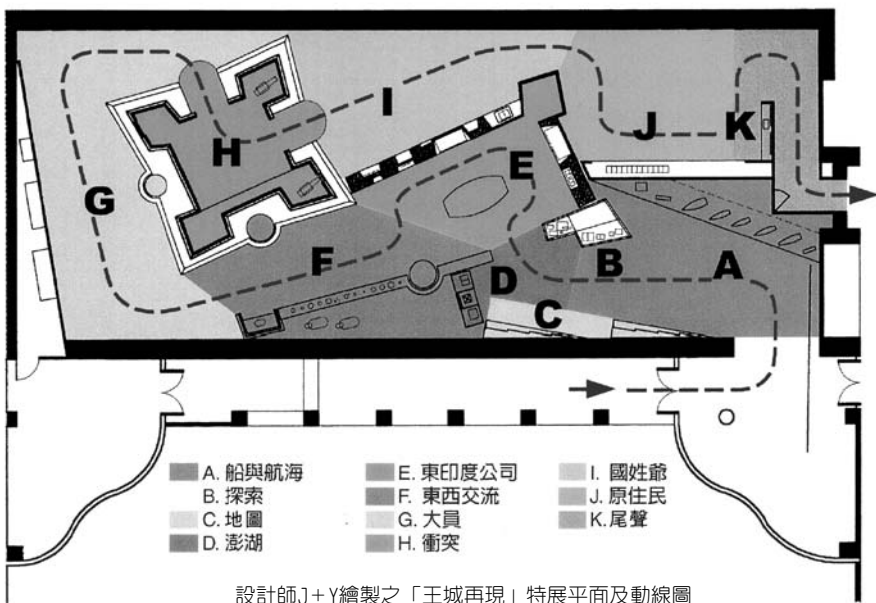 I
J
K
H
E
G
F
D
B
A
C
A. 船與航海
B. 探索
C. 地圖
D. 澎湖
E. 東印度公司
F. 東西交流
G. 大員
H. 衝突
I. 國姓爺
J. 原住民
K. 尾聲
設計師J+Y繪製之「王城再現」特展平面及動線圖